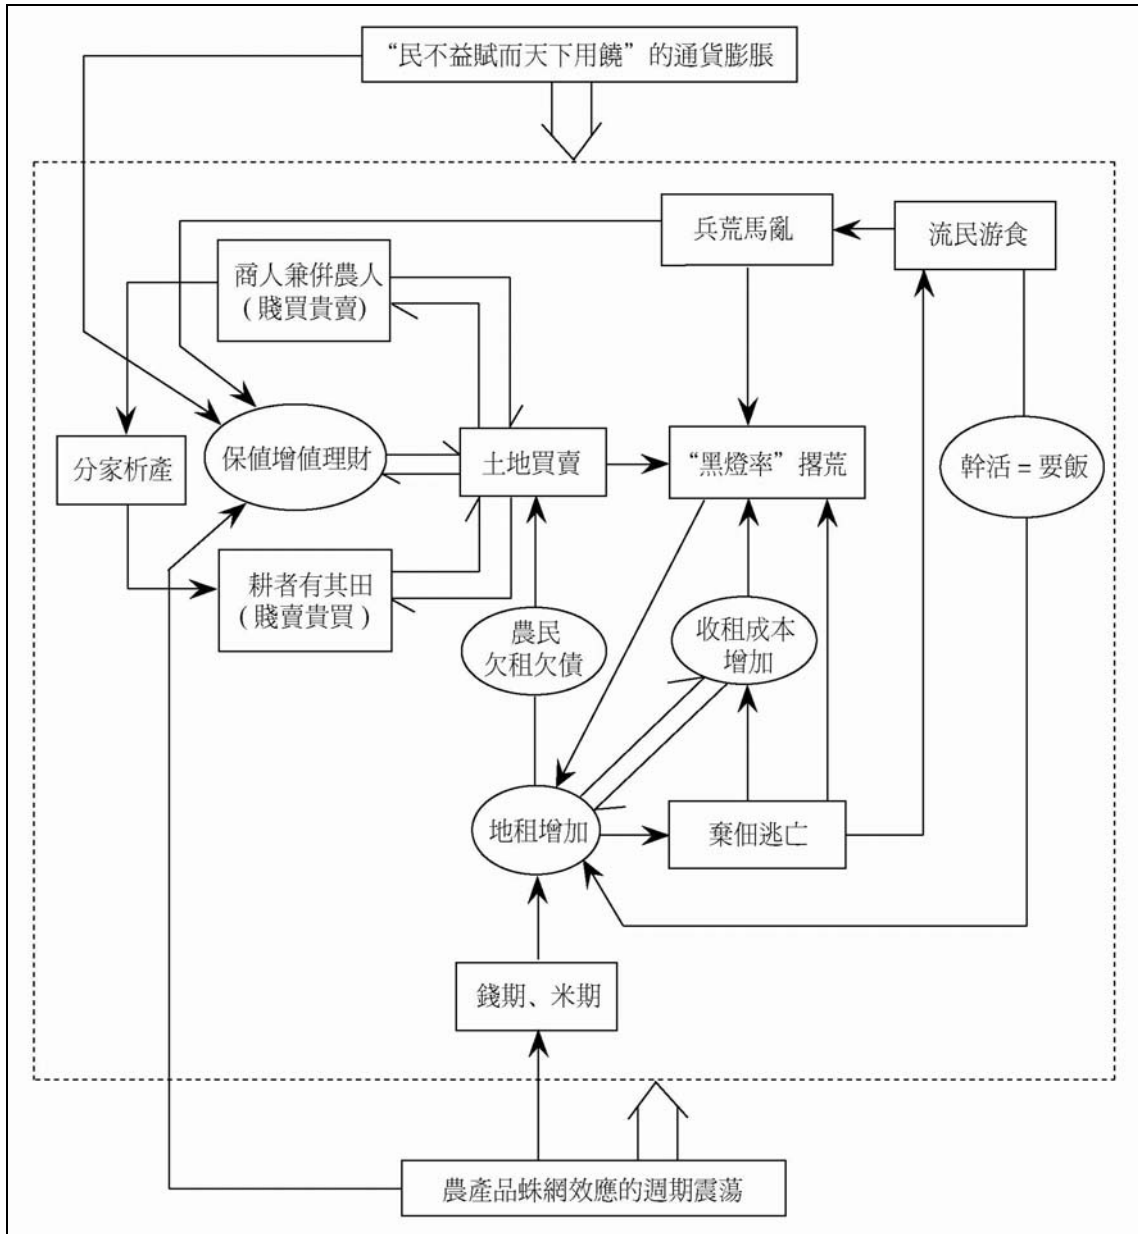 “民不益賦而天下用饒”的通貨膨脹
兵荒馬亂
流民游食
商人兼併農人
(賤買貴賣)
分家析產
保值增值理財
土地買賣
“黑燈率”撂荒
幹活=要飯
耕者有其田
(賤賣貴買)
農民
欠租欠債
收租成本
增加
地租增加
棄佃逃亡
錢期、米期
農產品蛛網效應的週期震蕩